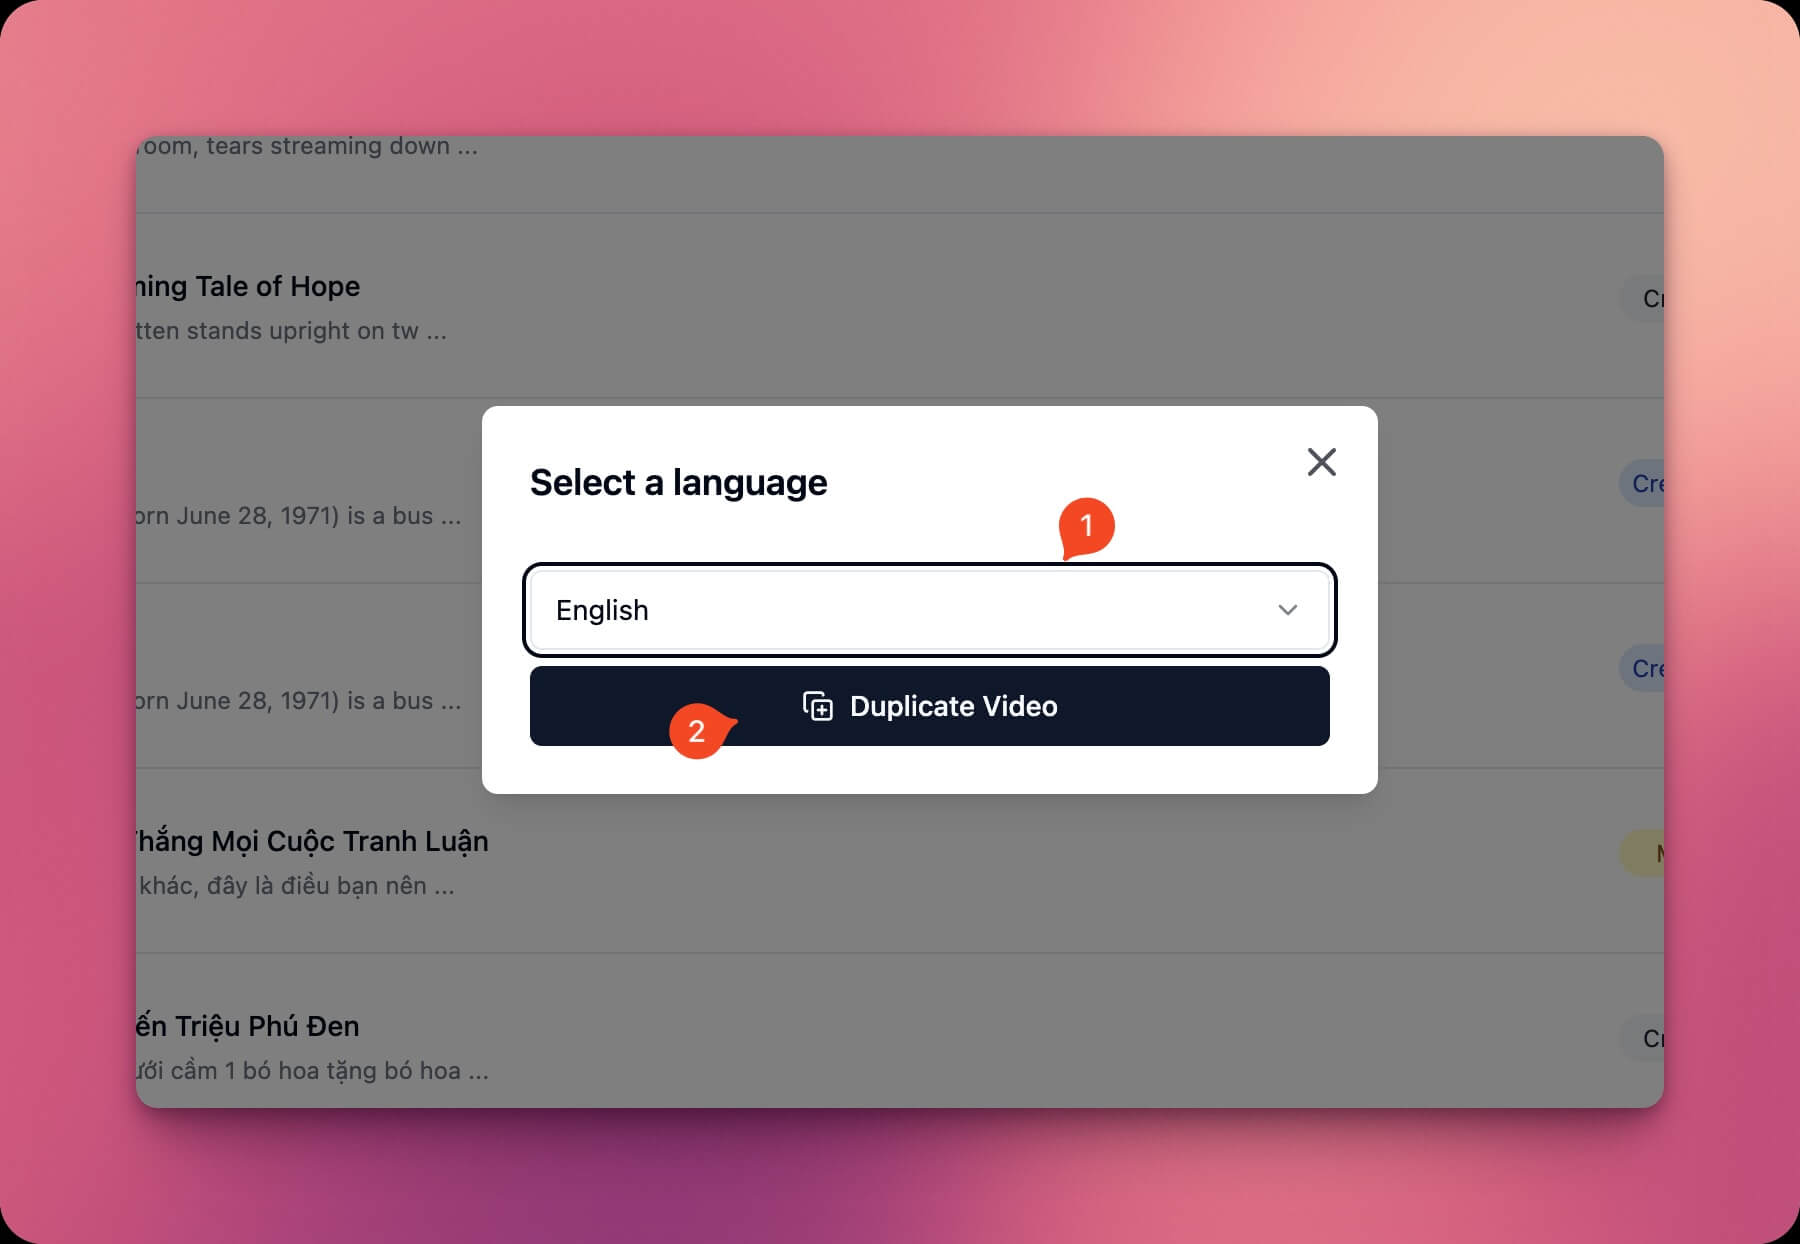 room, tears streaming down ...
ning Tale of Hope
tten stands upright on tw ...
Cr
Select a language
1
English
Duplicate Video
2
Cre
orn June 28, 1971) is a bus ...
Cre
orn June 28, 1971) is a bus ...
Thắng Mọi Cuộc Tranh Luận
khác, đây là điều bạn nên ...
ến Triệu Phú Đen
ưới cầm 1 bó hoa tặng bó hoa ...
Cr